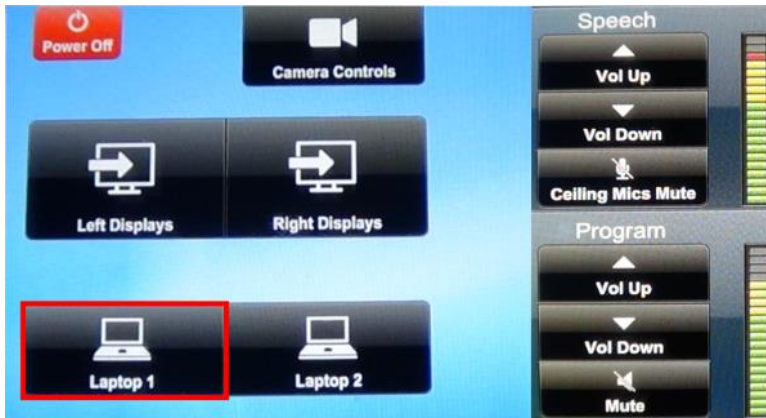 Power Off
Camera Controls
Left Displays
Right Displays
Laptop 1
Laptop 2
Speech
Vol Up
Vol Down
Ceiling Mics Mute
Program
Vol Up
Vol Down
Mute